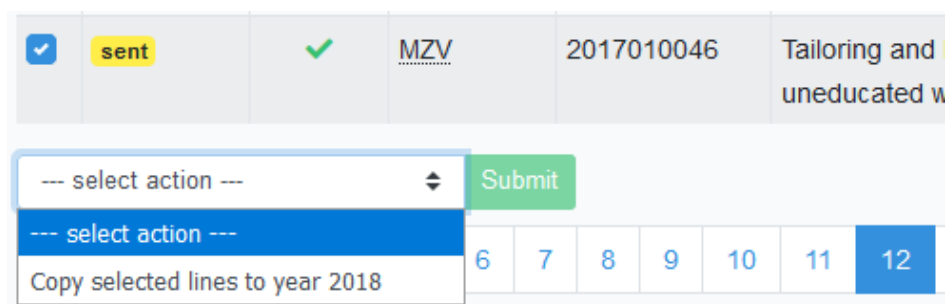 sent MZV 2017010046 Tailoring and
uneducated
--- select action --- Submit
--- select action ---
Copy selected lines to year 2018
6 7 8 9 10 11 12